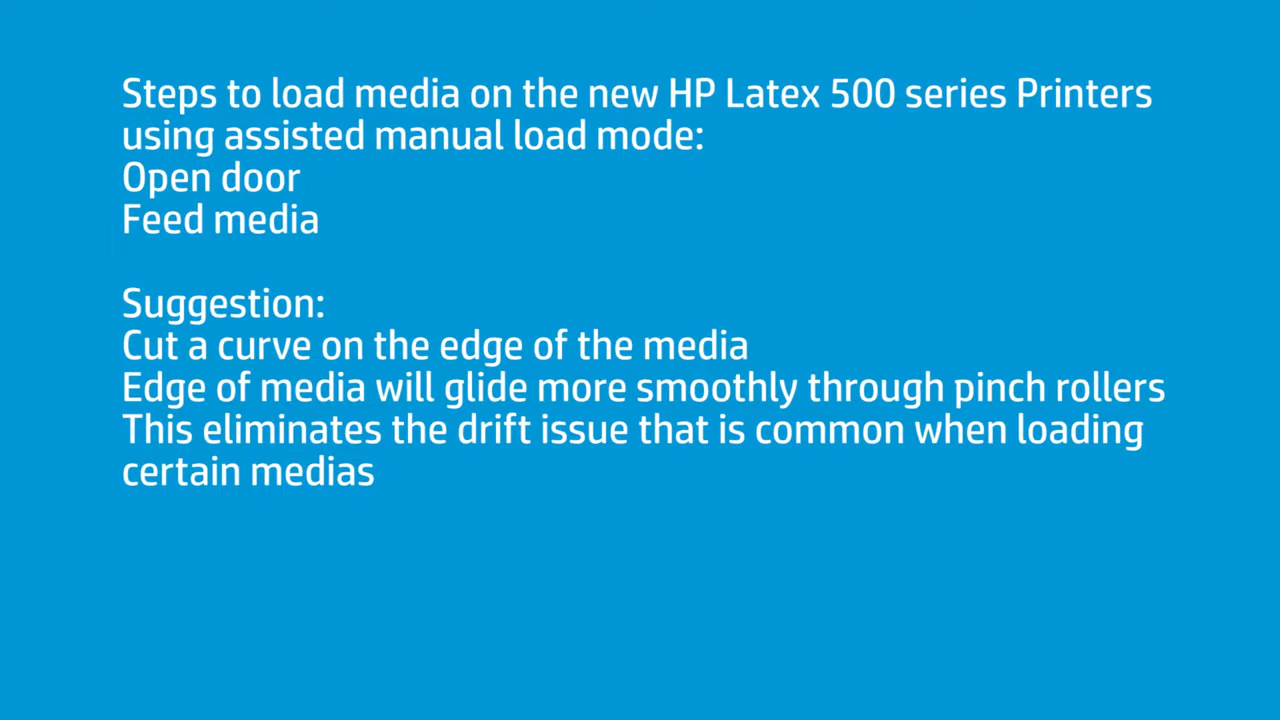 Steps to load media on the new HP Latex 500 series Printers
using assisted manual load mode:
Open door
Feed media
Suggestion:
Cut a curve on the edge of the media
Edge of media will glide more smoothly through pinch rollers
This eliminates the drift issue that is common when loading
certain medias